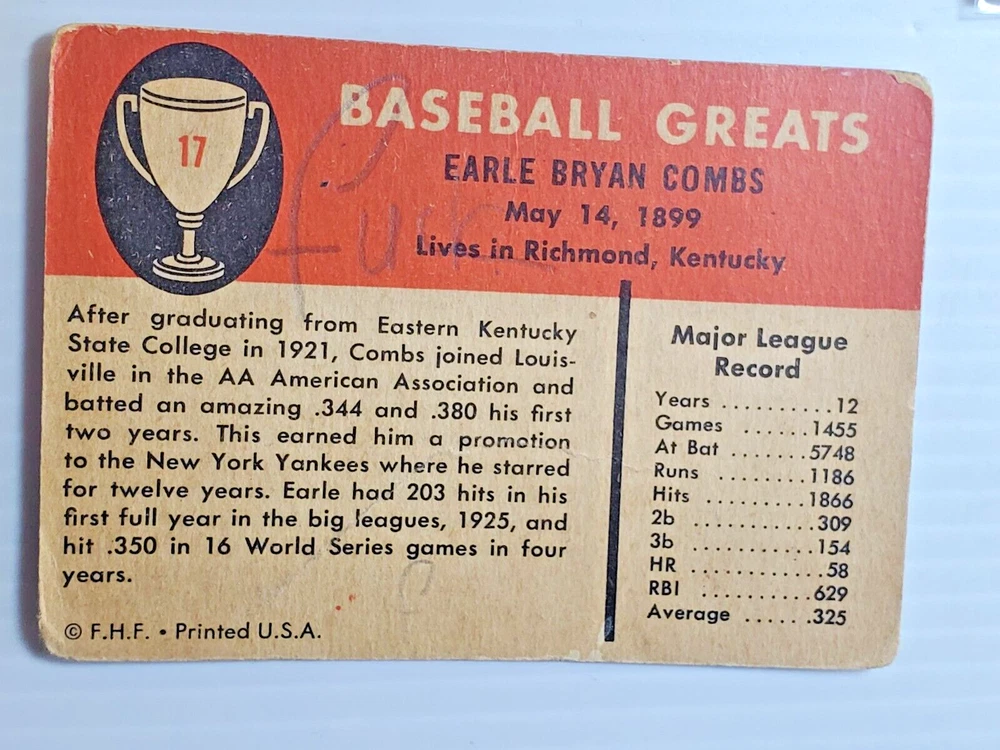 17
BASEBALL GREATS
EARLE BRYAN COMBS
May 14, 1899
Lives in Richmond, Kentucky
After graduating from Eastern Kentucky
State College in 1921, Combs joined Louis-
ville in the AA American Association and
batted an amazing .344 and .380 his first
two years. This earned him a promotion
to the New York Yankees where he starred
for twelve years. Earle had 203 hits in his
first full year in the big leagues, 1925, and
hit .350 in 16 World Series games in four
years.
© F.H.F. • Printed U.S.A.
Major League
Record
Years ..........12
Games ......1455
At Bat .......5748
Runs .......1186
Hits .........1866
2b ...........309
3b ...........154
HR ............58
RBI ..........629
Average ......325